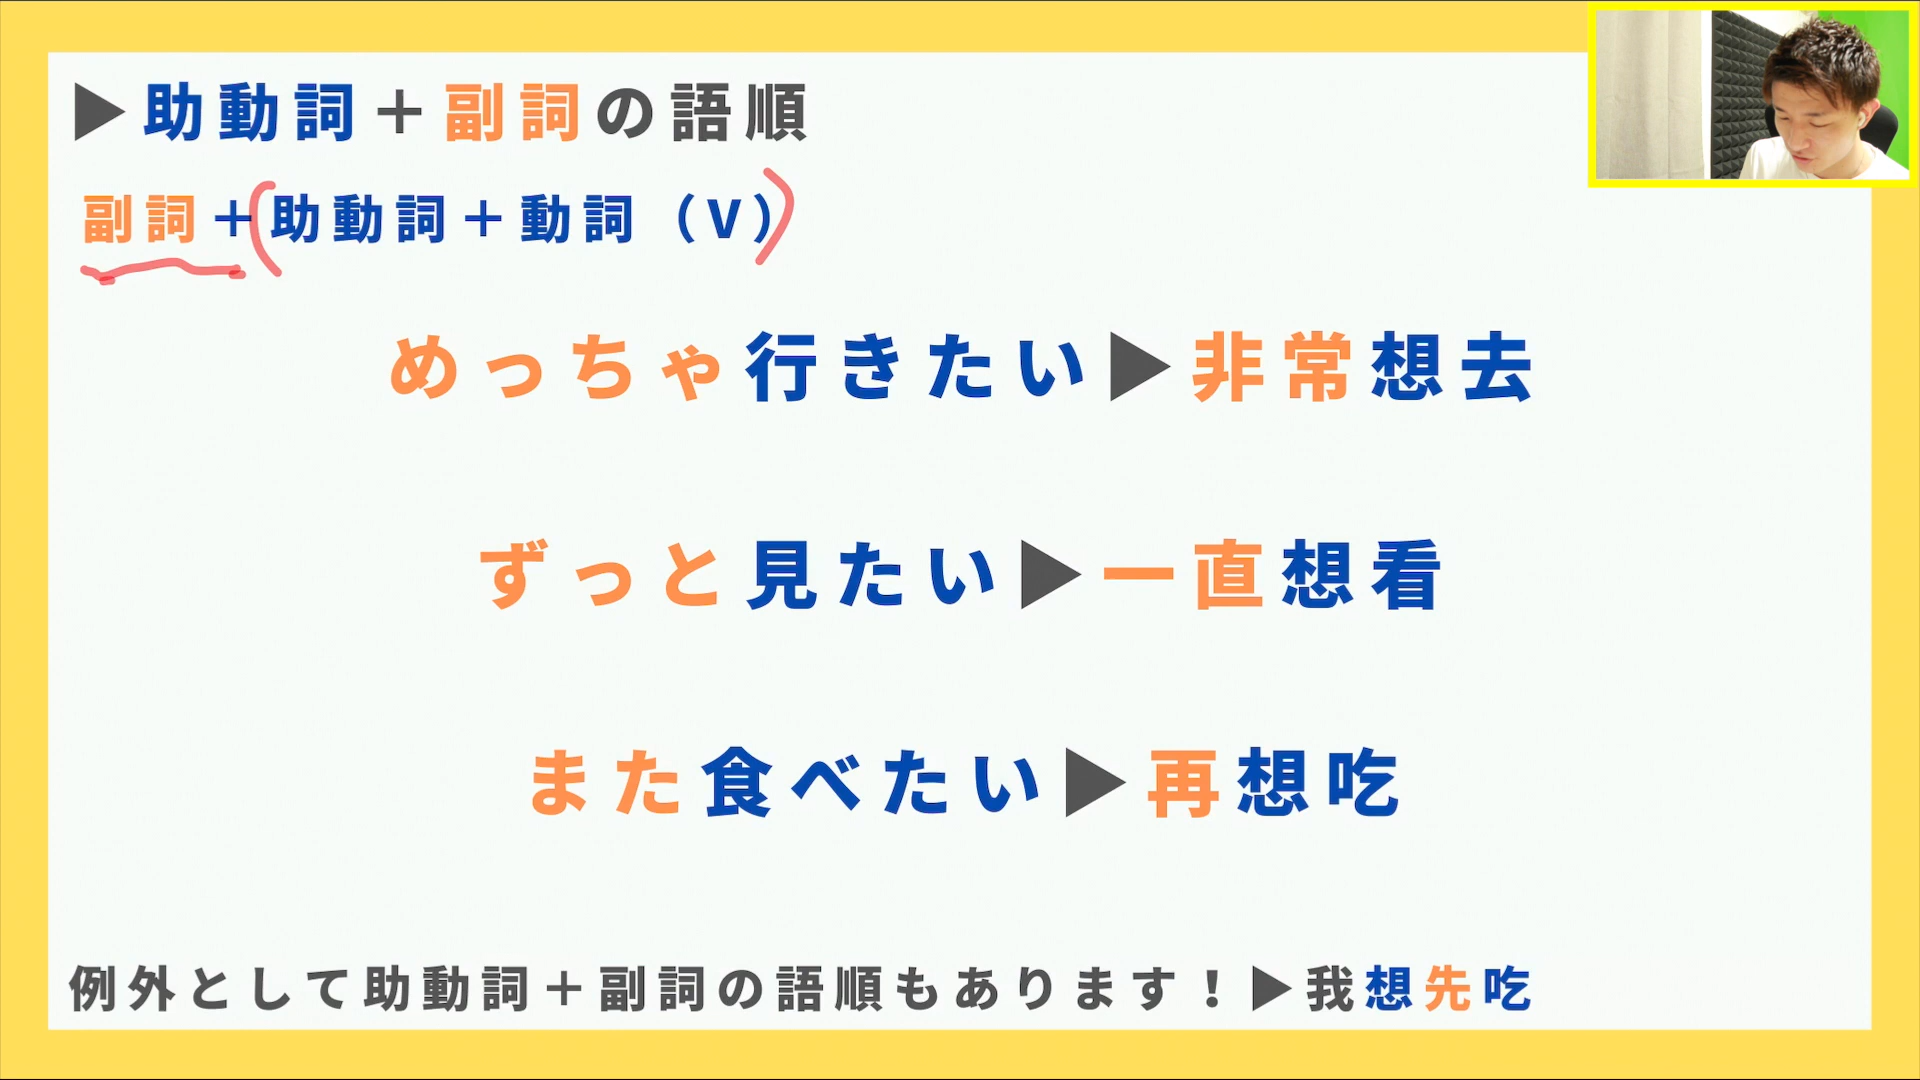 ▶助動詞＋副詞の語順
副詞＋助動詞＋動詞（V）
めっちゃ行きたい▶非常想去
ずっと見たい▶一直想看
また食べたい▶再想吃
例外として助動詞＋副詞の語順もあります！▶我想先吃